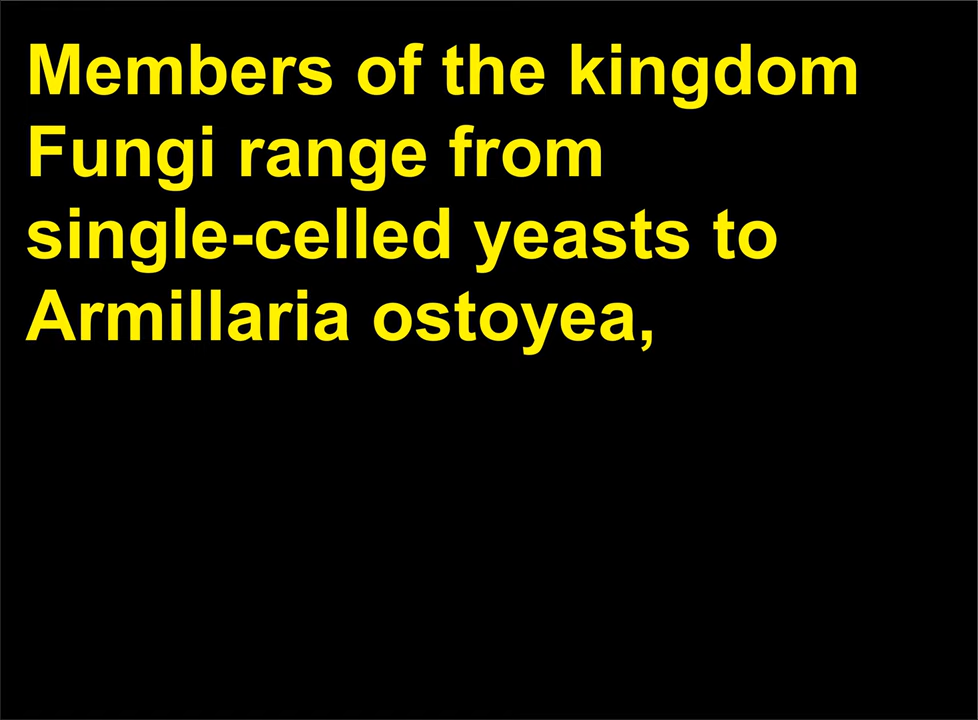 Members of the kingdom
Fungi range from
single-celled yeasts to
Armillaria ostoyea,